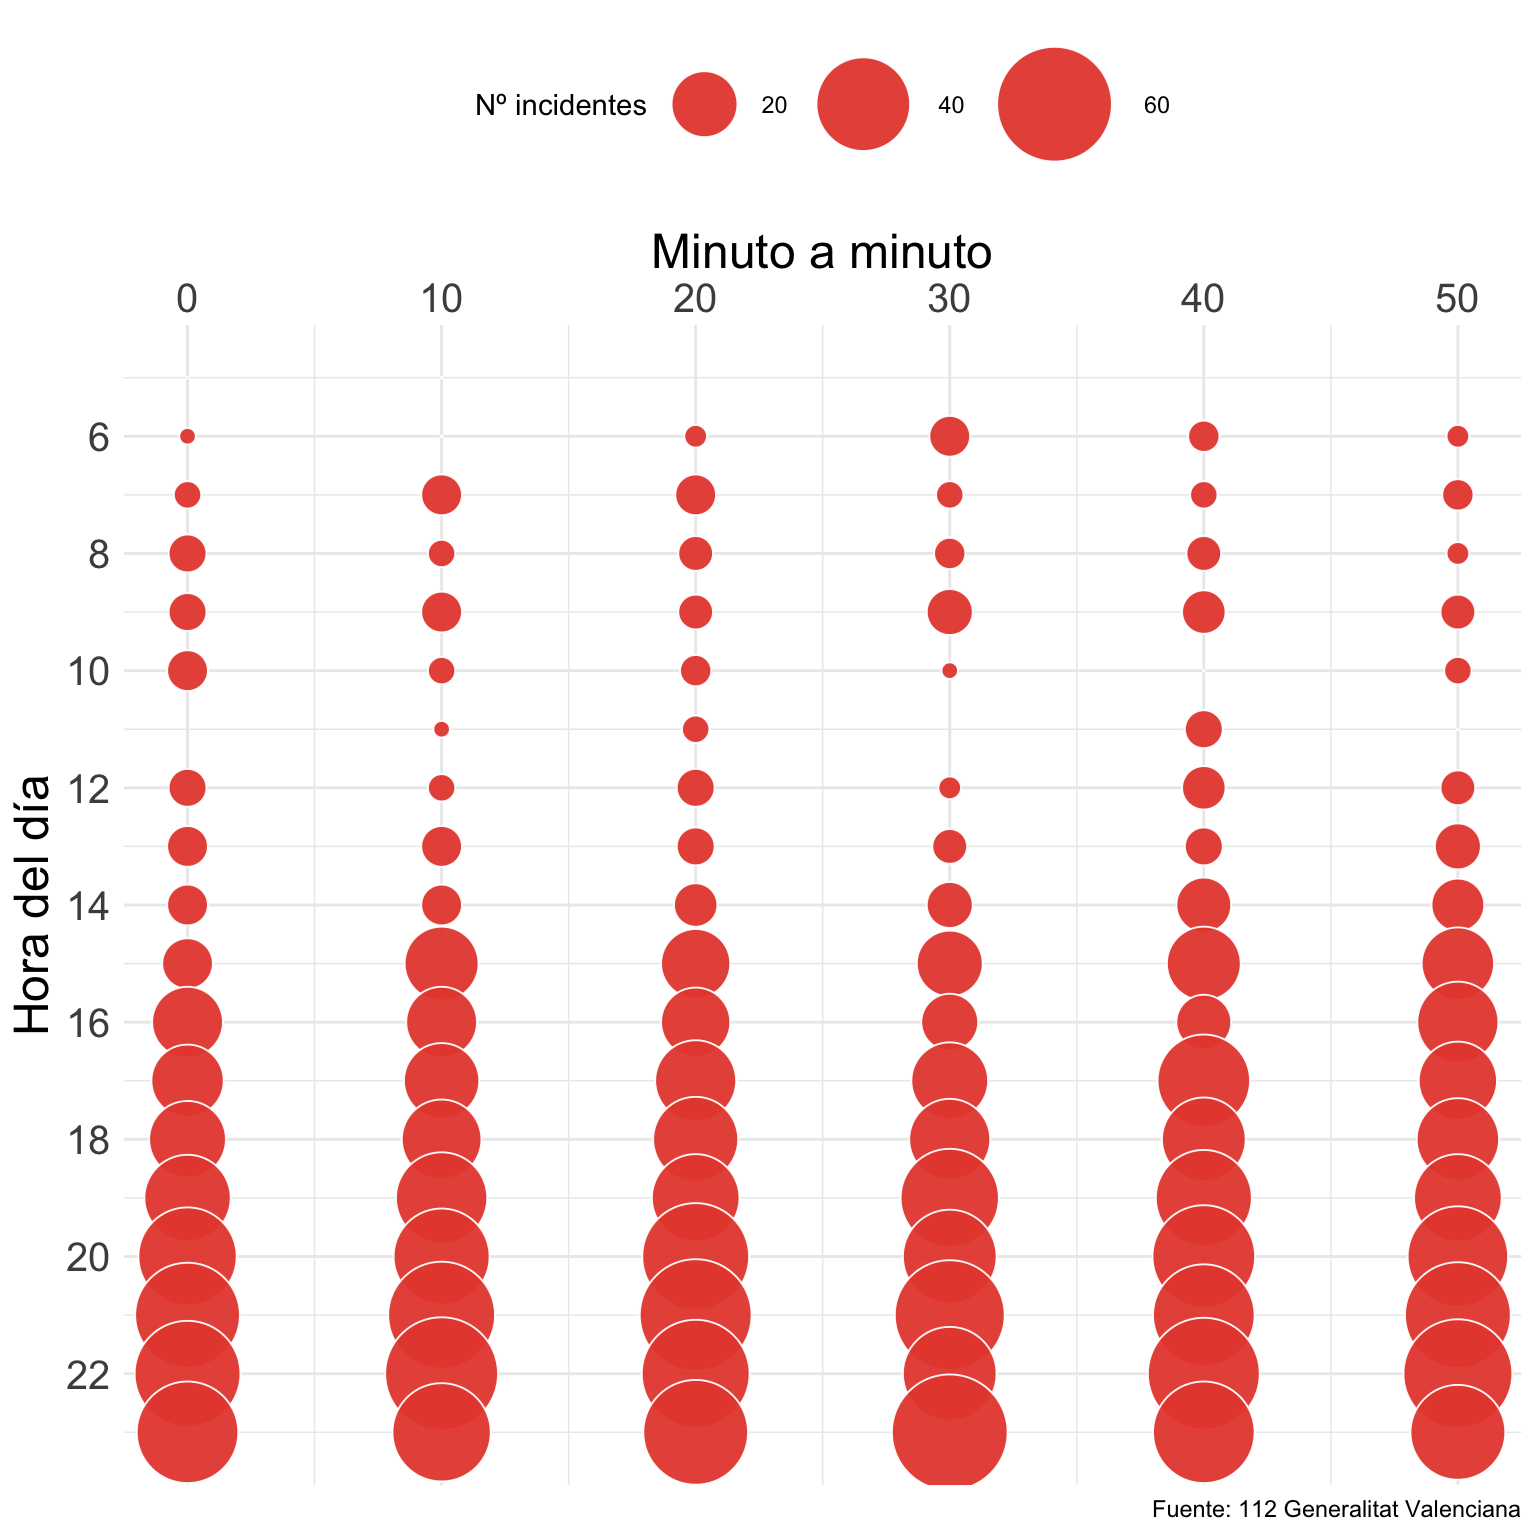 Nº incidentes 20 40 60
Minuto a minuto
0 10 20 30 40 50
6
8
10
12
14
16
18
20
22
Hora del día
Fuente: 112 Generalitat Valenciana